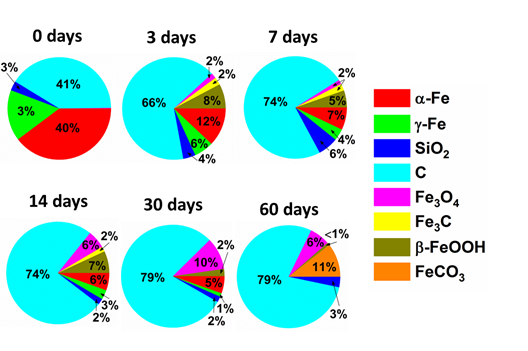 0 days
3 days
7 days
3%
41%
3%
40%
2%
2%
8%
66%
12%
6%
4%
2%
5%
74%
7%
4%
6%
α-Fe
γ-Fe
SiO₂
C
Fe₃O₄
Fe₃C
β-FeOOH
FeCO₃
14 days
30 days
60 days
6%
2%
7%
74%
6%
3%
2%
2%
10%
79%
5%
1%
2%
<1%
6%
11%
79%
3%